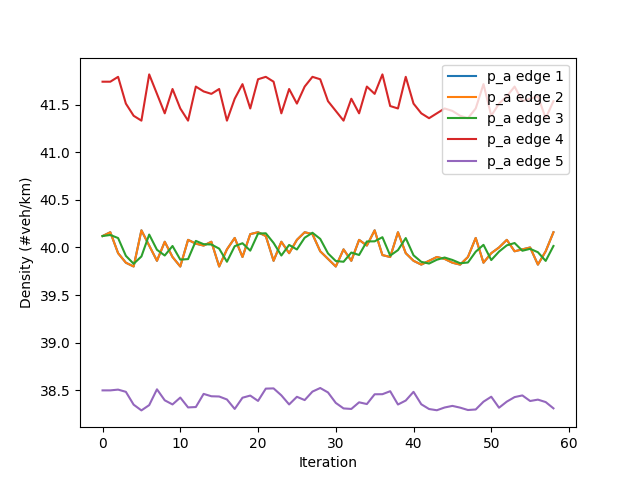 p_a edge 1
p_a edge 2
p_a edge 3
p_a edge 4
p_a edge 5
41.5
41.0
40.5
40.0
39.5
39.0
38.5
Density (#veh/km)
0 10 20 30 40 50 60
Iteration